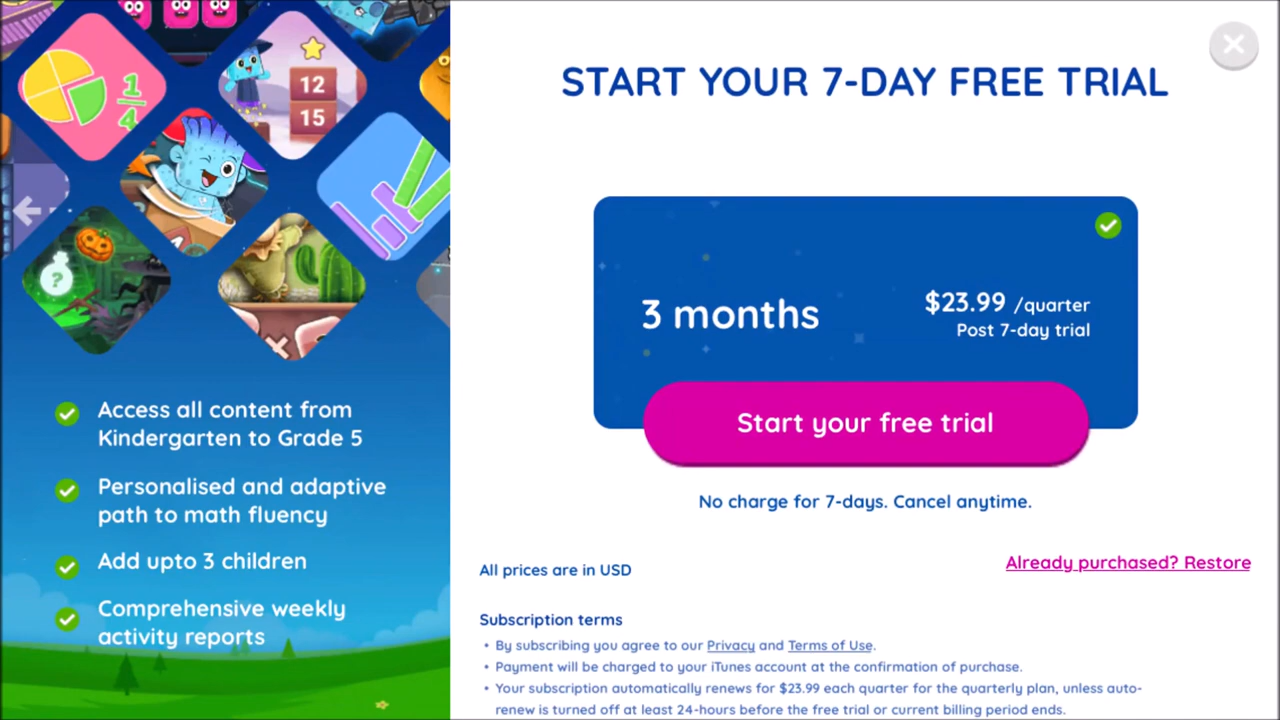 1
4
12
15
?
Access all content from
Kindergarten to Grade 5
Personalised and adaptive
path to math fluency
Add upto 3 children
Comprehensive weekly
activity reports
START YOUR 7-DAY FREE TRIAL
3 months
$23.99 /quarter
Post 7-day trial
Start your free trial
No charge for 7-days. Cancel anytime.
All prices are in USD
Already purchased? Restore
Subscription terms
• By subscribing you agree to our Privacy and Terms of Use.
• Payment will be charged to your iTunes account at the confirmation of purchase.
• Your subscription automatically renews for $23.99 each quarter for the quarterly plan, unless auto-
renew is turned off at least 24-hours before the free trial or current billing period ends.